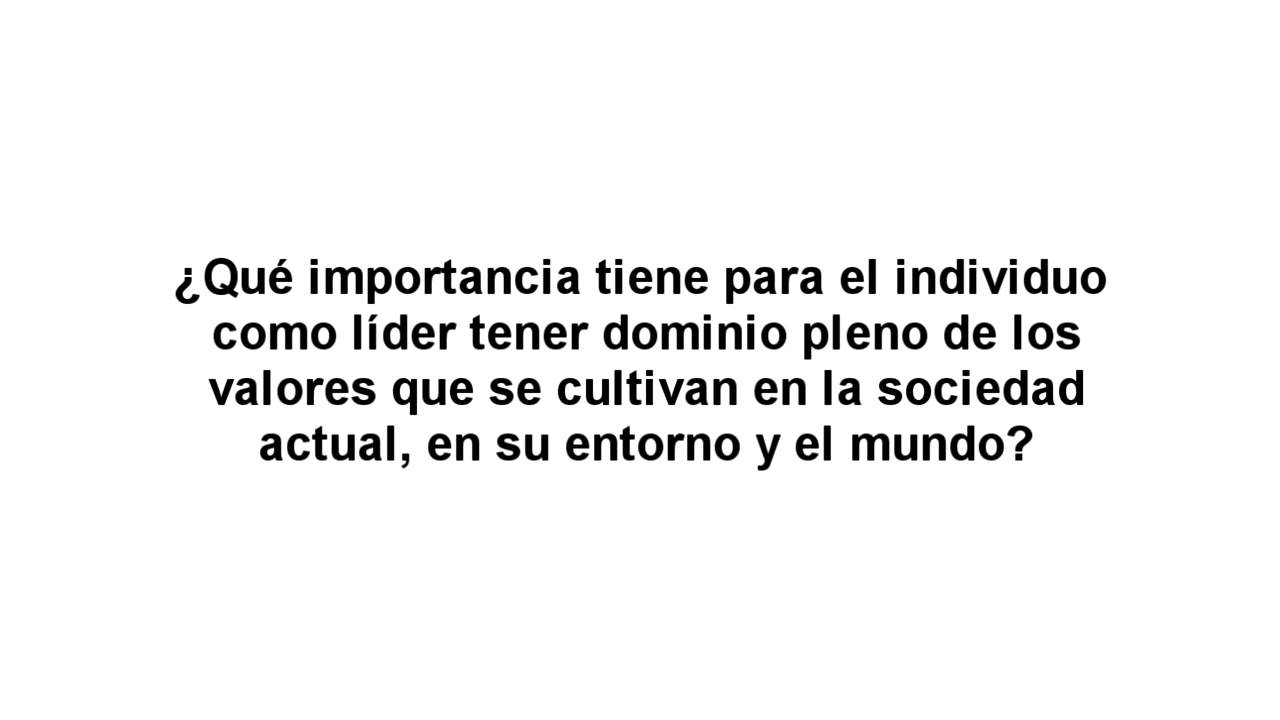 ¿Qué importancia tiene para el individuo
como líder tener dominio pleno de los
valores que se cultivan en la sociedad
actual, en su entorno y el mundo?